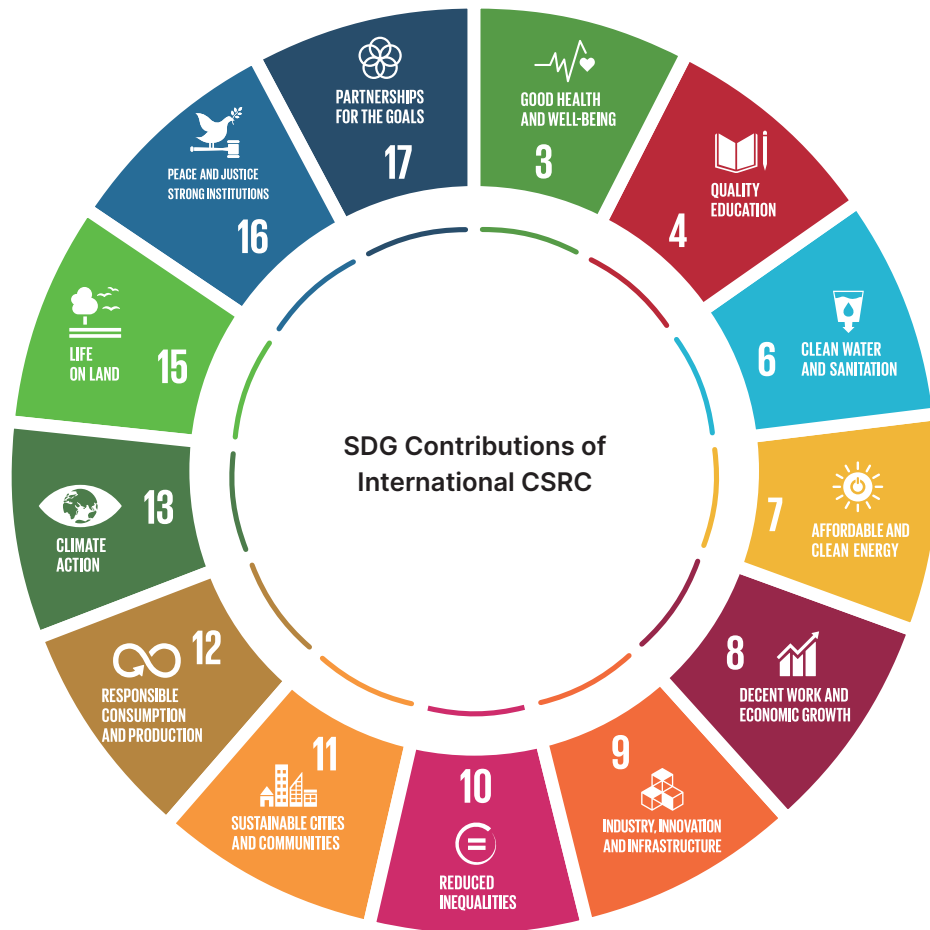 GOOD HEALTH
AND WELL-BEING
3
QUALITY
EDUCATION
4
6
CLEAN WATER
AND SANITATION
7
AFFORDABLE AND
CLEAN ENERGY
8
DECENT WORK AND
ECONOMIC GROWTH
9
INDUSTRY, INNOVATION
AND INFRASTRUCTURE
10
REDUCED
INEQUALITIES
11
SUSTAINABLE CITIES
AND COMMUNITIES
12
RESPONSIBLE
CONSUMPTION
AND PRODUCTION
13
CLIMATE
ACTION
LIFE
ON LAND
15
PEACE AND JUSTICE
STRONG INSTITUTIONS
16
PARTNERSHIPS
FOR THE GOALS
17
SDG Contributions of
International CSRC